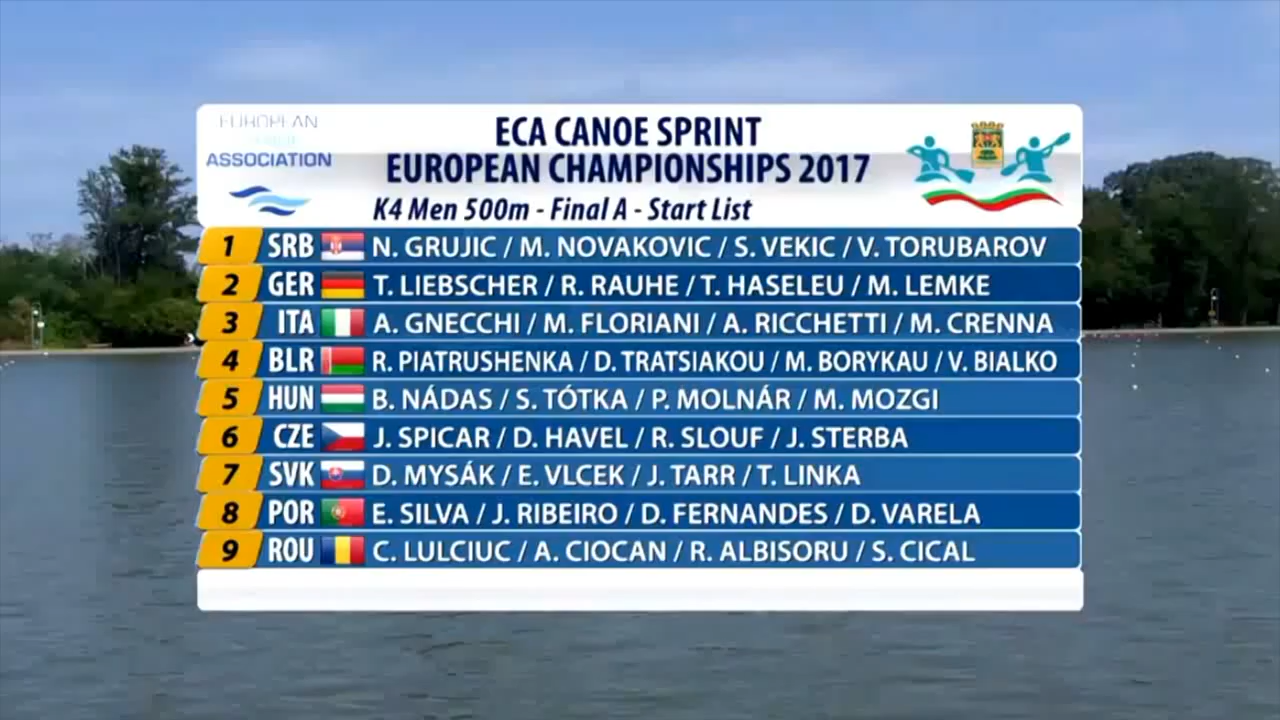 EUROPEAN
ASSOCIATION
ECA CANOE SPRINT
EUROPEAN CHAMPIONSHIPS 2017
K4 Men 500m - Final A - Start List
1 SRB N. GRUJIC / M. NOVAKOVIC / S. VEKIC / V. TORUBAROV
2 GER T. LIEBSCHER / R. RAUHE / T. HASELEU / M. LEMKE
3 ITA A. GNECCHI / M. FLORIANI / A. RICCHETTI / M. CRENNA
4 BLR R. PIATRUSHENKA / D. TRATSIAKOU / M. BORYKAU / V. BIALKO
5 HUN B. NÁDAS / S. TÓTKA / P. MOLNÁR / M. MOZGI
6 CZE J. SPICAR / D. HAVEL / R. SLOUF / J. STERBA
7 SVK D. MYSÁK / E. VLCEK / J. TARR / T. LINKA
8 POR E. SILVA / J. RIBEIRO / D. FERNANDES / D. VARELA
9 ROU C. LULCIUC / A. CIOCAN / R. ALBISORU / S. CICAL